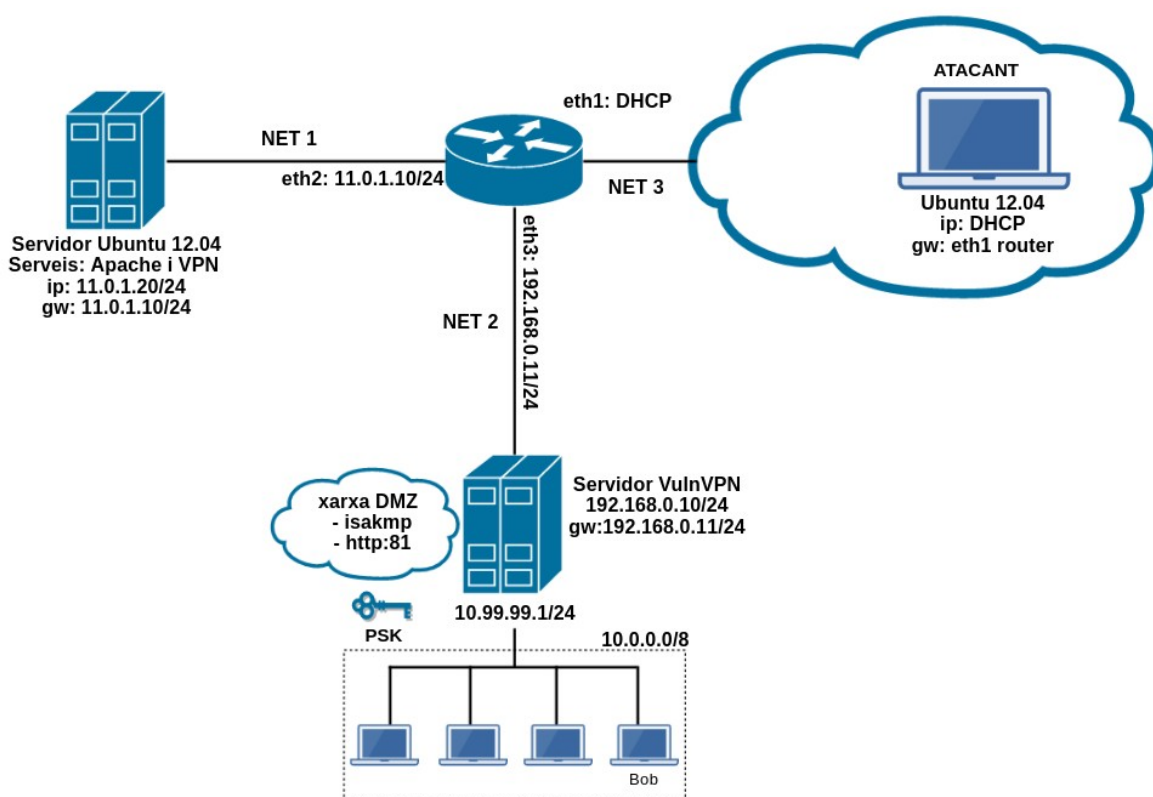 ATACANT
eth1: DHCP
NET 1
eth2: 11.0.1.10/24
NET 3
Ubuntu 12.04
ip: DHCP
gw: eth1 router
Servidor Ubuntu 12.04
Serveis: Apache i VPN
ip: 11.0.1.20/24
gw: 11.0.1.10/24
eth3: 192.168.0.11/24
NET 2
Servidor VulnVPN
192.168.0.10/24
gw:192.168.0.11/24
xarxa DMZ
- isakmp
- http:81
10.99.99.1/24
PSK
10.0.0.0/8
Bob